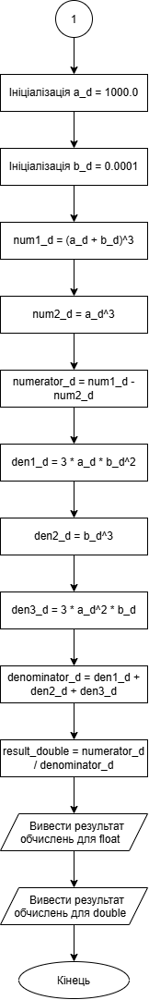 1
Ініціалізація a_d = 1000.0
Ініціалізація b_d = 0.0001
num1_d = (a_d + b_d)^3
num2_d = a_d^3
numerator_d = num1_d -
num2_d
den1_d = 3 * a_d * b_d^2
den2_d = b_d^3
den3_d = 3 * a_d^2 * b_d
denominator_d = den1_d +
den2_d + den3_d
result_double = numerator_d
/ denominator_d
Вивести результат
обчислень для float
Вивести результат
обчислень для double
Кінець